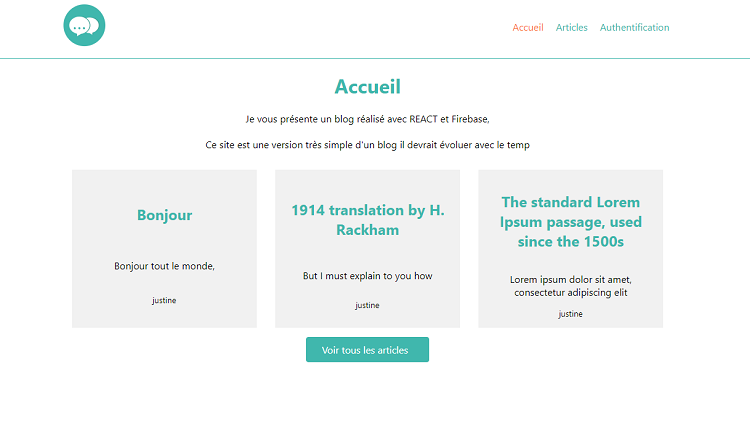 Accueil Articles Authentification
Accueil
Je vous présente un blog réalisé avec REACT et Firebase,
Ce site est une version très simple d'un blog il devrait évoluer avec le temp
Bonjour
Bonjour tout le monde,
justine
1914 translation by H.
Rackham
But I must explain to you how
justine
The standard Lorem
Ipsum passage, used
since the 1500s
Lorem ipsum dolor sit amet,
consectetur adipiscing elit
justine
Voir tous les articles